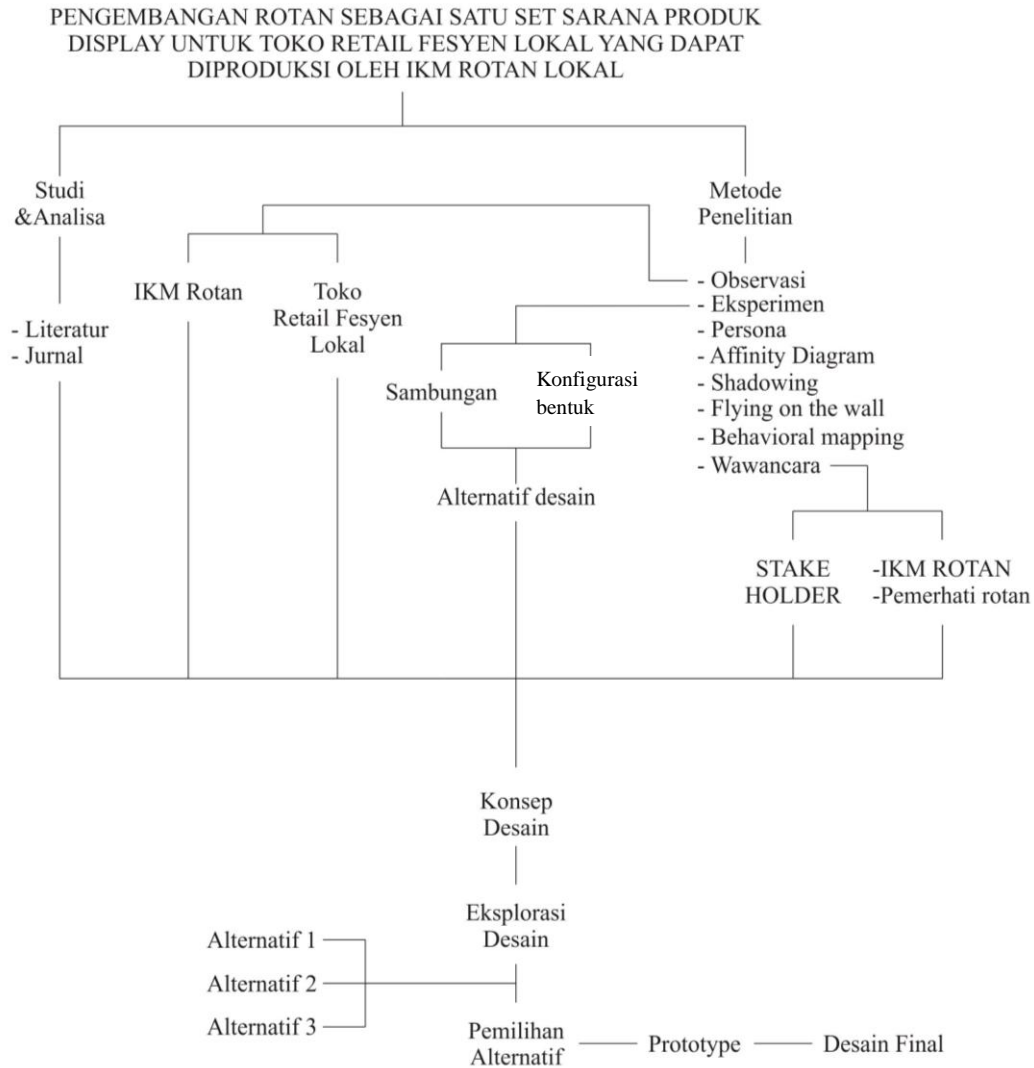 PENGEMBANGAN ROTAN SEBAGAI SATU SET SARANA PRODUK
DISPLAY UNTUK TOKO RETAIL FESYEN LOKAL YANG DAPAT
DIPRODUKSI OLEH IKM ROTAN LOKAL
Studi
&Analisa
- Literatur
- Jurnal
IKM Rotan
Toko
Retail Fesyen
Lokal
Metode
Penelitian
- Observasi
- Eksperimen
- Persona
- Affinity Diagram
- Shadowing
- Flying on the wall
- Behavioral mapping
- Wawancara
Sambungan
Konfigurasi
bentuk
Alternatif desain
STAKE
HOLDER
-IKM ROTAN
-Pemerhati rotan
Konsep
Desain
Eksplorasi
Desain
Alternatif 1
Alternatif 2
Alternatif 3
Pemilihan
Alternatif
Prototype
Desain Final